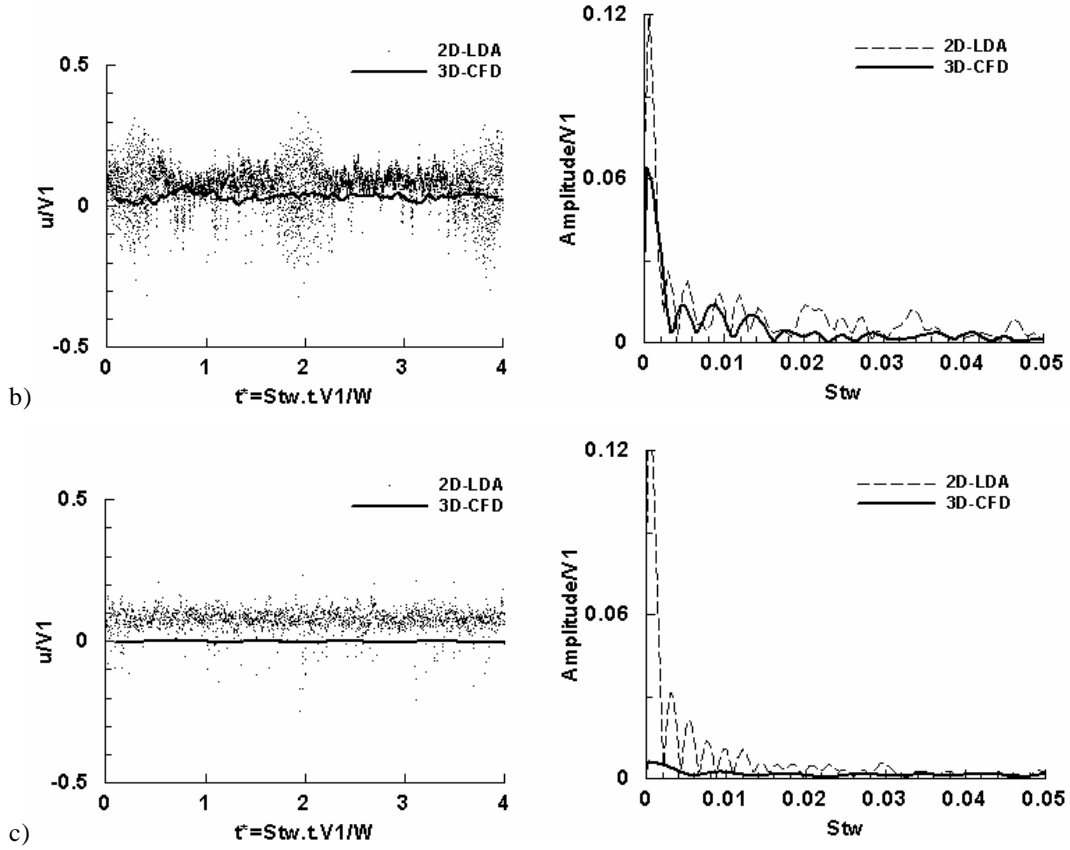 0.5
0
-0.5
u/V1
2D-LDA
3D-CFD
0 1 2 3 4
t*=Stw.t.V1/W
b)
0.12
0.06
0
Amplitude/V1
2D-LDA
3D-CFD
0 0.01 0.02 0.03 0.04 0.05
Stw
0.5
0
-0.5
u/V1
2D-LDA
3D-CFD
0 1 2 3 4
t*=Stw.t.V1/W
c)
0.12
0.06
0
Amplitude/V1
2D-LDA
3D-CFD
0 0.01 0.02 0.03 0.04 0.05
Stw